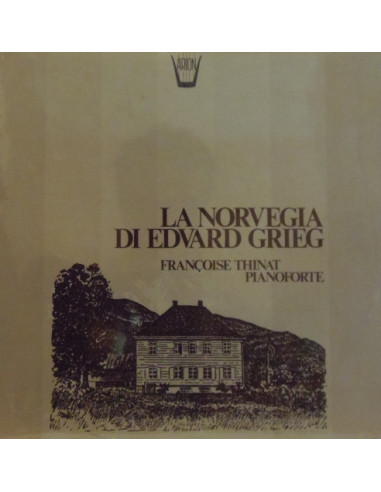 ARION
LA NORVEGIA
DI EDVARD GRIEG
FRANÇOISE THINAT
PIANOFORTE